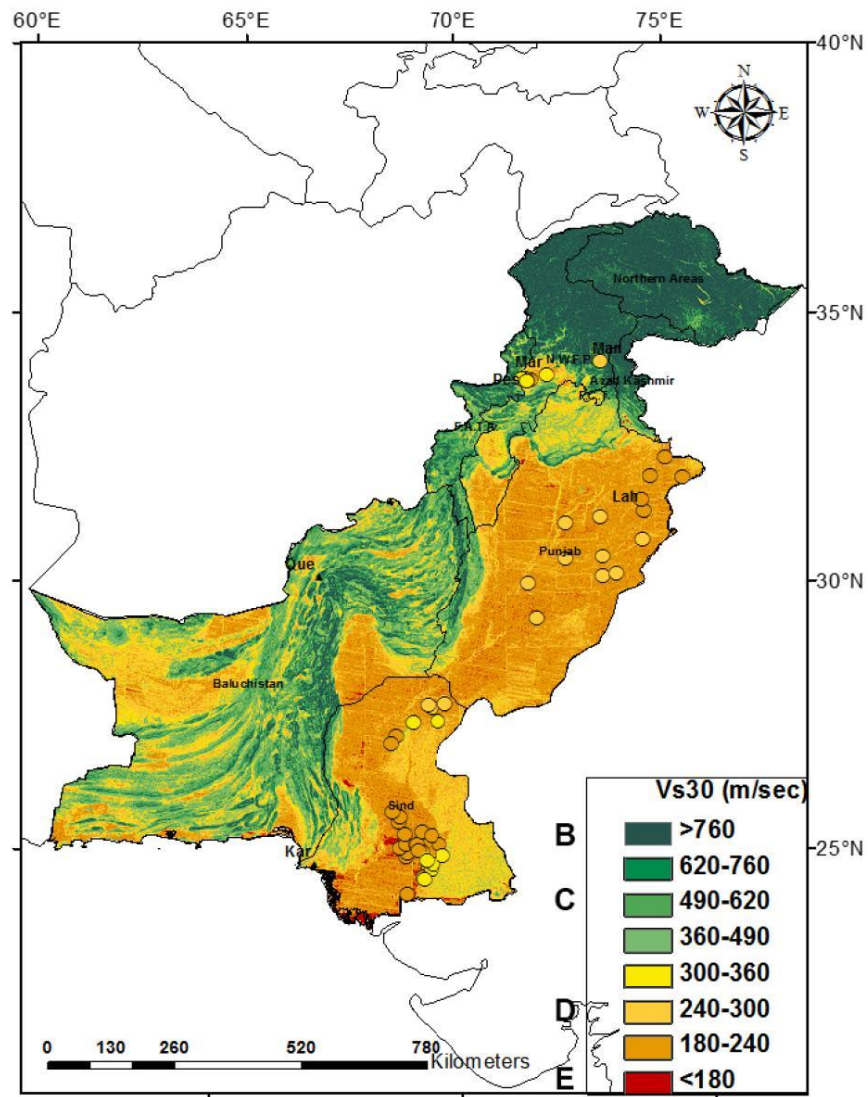 60°E 65°E 70°E 75°E
40°N
N
W E
S
Northern Areas
35°N
Man
Mar N.W.F.P
Pes Azad Kashmir
F.A.T.A
Lah
Punjab
Que
30°N
Baluchistan
Sind
Kar
25°N
Vs30 (m/sec)
B >760
620-760
C 490-620
360-490
300-360
D 240-300
180-240
E <180
0 130 260 520 780
Kilometers